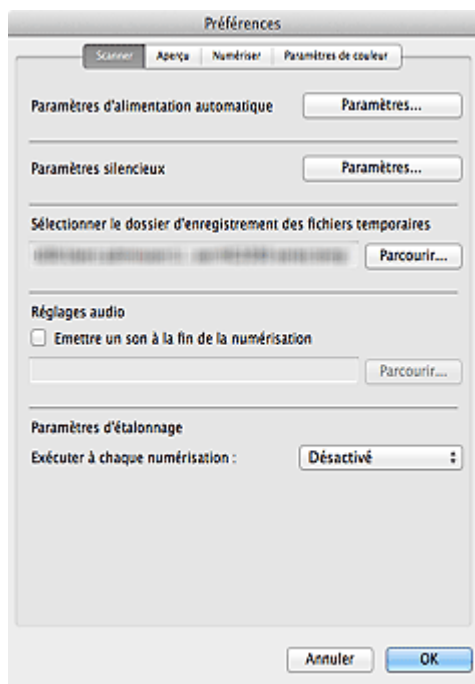 Préférences
Scanner Aperçu Numériser Paramètres de couleur
Paramètres d'alimentation automatique Paramètres...
Paramètres silencieux Paramètres...
Sélectionner le dossier d'enregistrement des fichiers temporaires
Parcourir...
Réglages audio
Emettre un son à la fin de la numérisation
Parcourir...
Paramètres d'étalonnage
Exécuter à chaque numérisation : Désactivé
Annuler OK